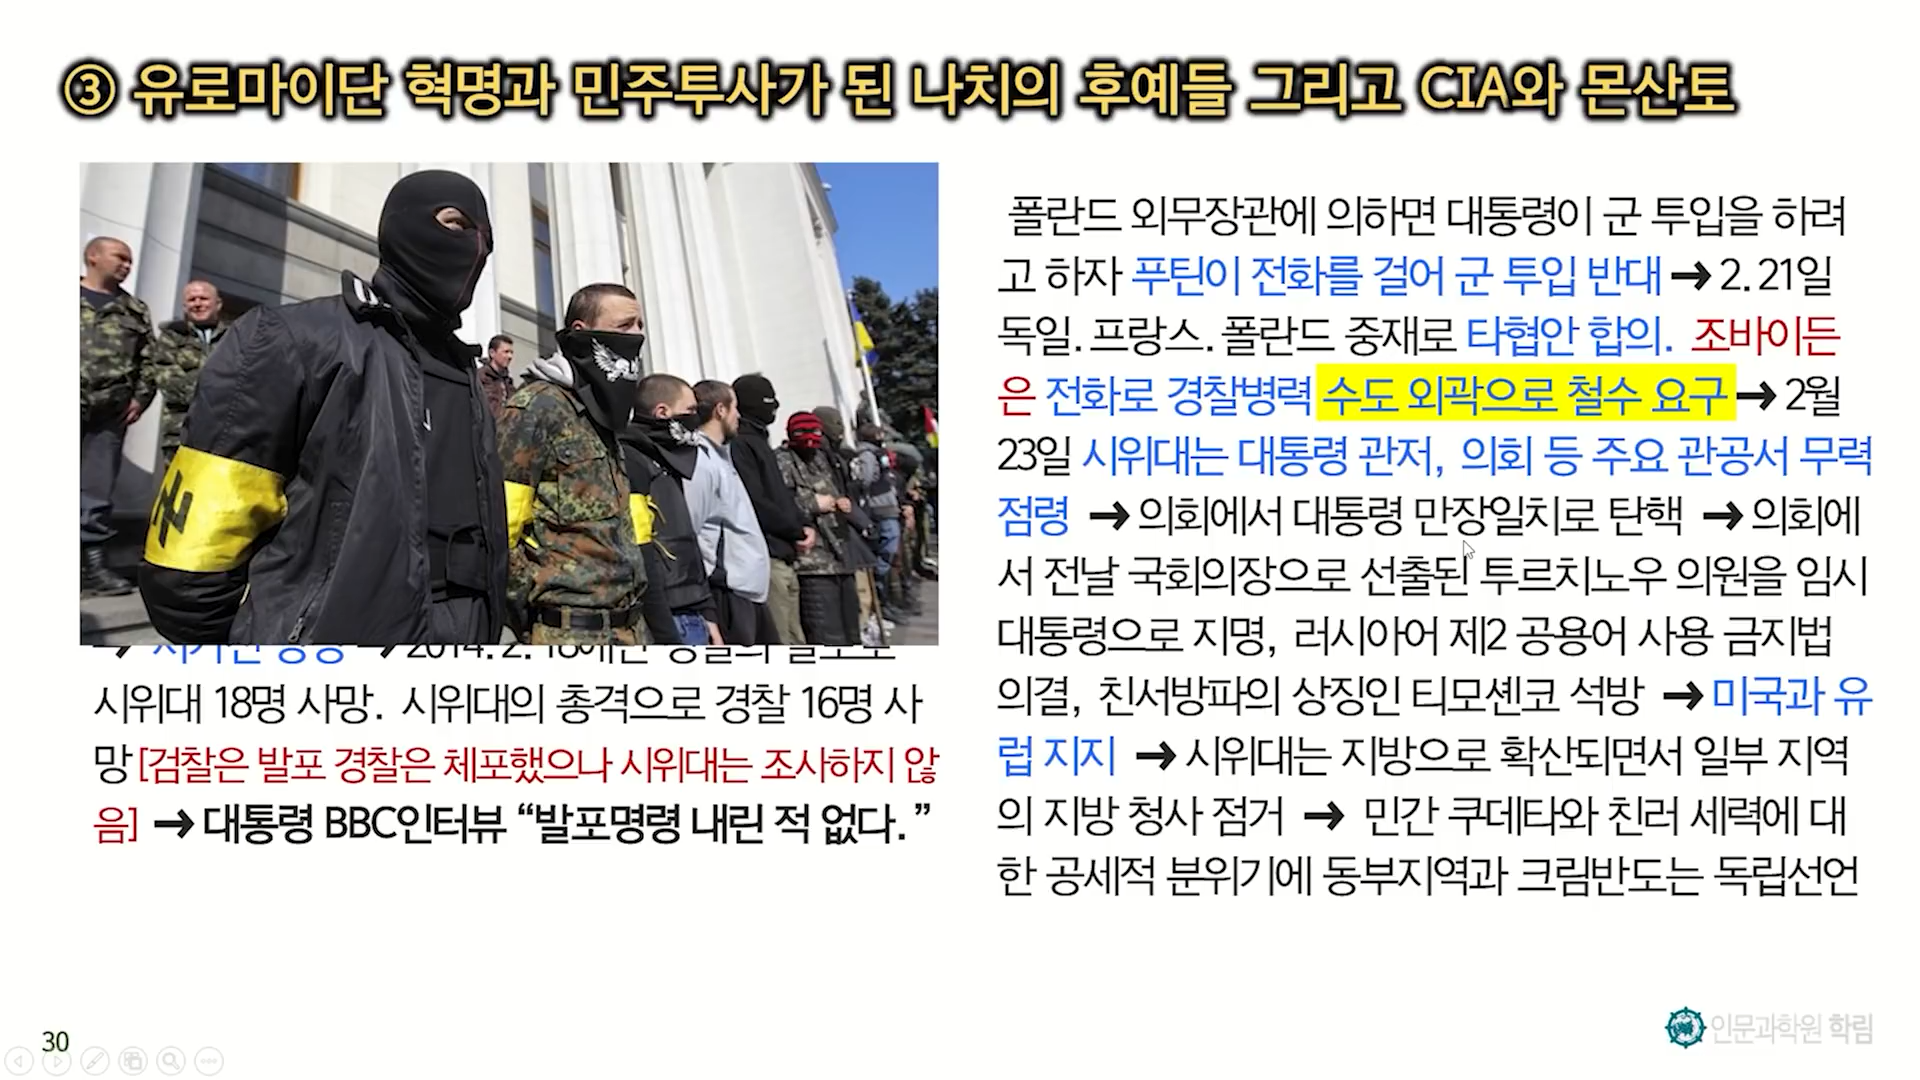 ③ 유로마이단 혁명과 민주투사가 된 나치의 후예들 그리고 CIA와 몬산토
시위대 18명 사망. 시위대의 총격으로 경찰 16명 사
망[검찰은 발포 경찰은 체포했으나 시위대는 조사하지 않
음] → 대통령 BBC인터뷰 “발포명령 내린 적 없다.”
폴란드 외무장관에 의하면 대통령이 군 투입을 하려
고 하자 푸틴이 전화를 걸어 군 투입 반대 → 2. 21일
독일. 프랑스. 폴란드 중재로 타협안 합의. 조바이든
은 전화로 경찰병력 수도 외곽으로 철수 요구 → 2월
23일 시위대는 대통령 관저, 의회 등 주요 관공서 무력
점령 → 의회에서 대통령 만장일치로 탄핵 → 의회에
서 전날 국회의장으로 선출된 투르치노우 의원을 임시
대통령으로 지명, 러시아어 제2 공용어 사용 금지법
의결, 친서방파의 상징인 티모셴코 석방 → 미국과 유
럽 지지 → 시위대는 지방으로 확산되면서 일부 지역
의 지방 청사 점거 → 민간 쿠데타와 친러 세력에 대
한 공세적 분위기에 동부지역과 크림반도는 독립선언
30
인문과학원 학림